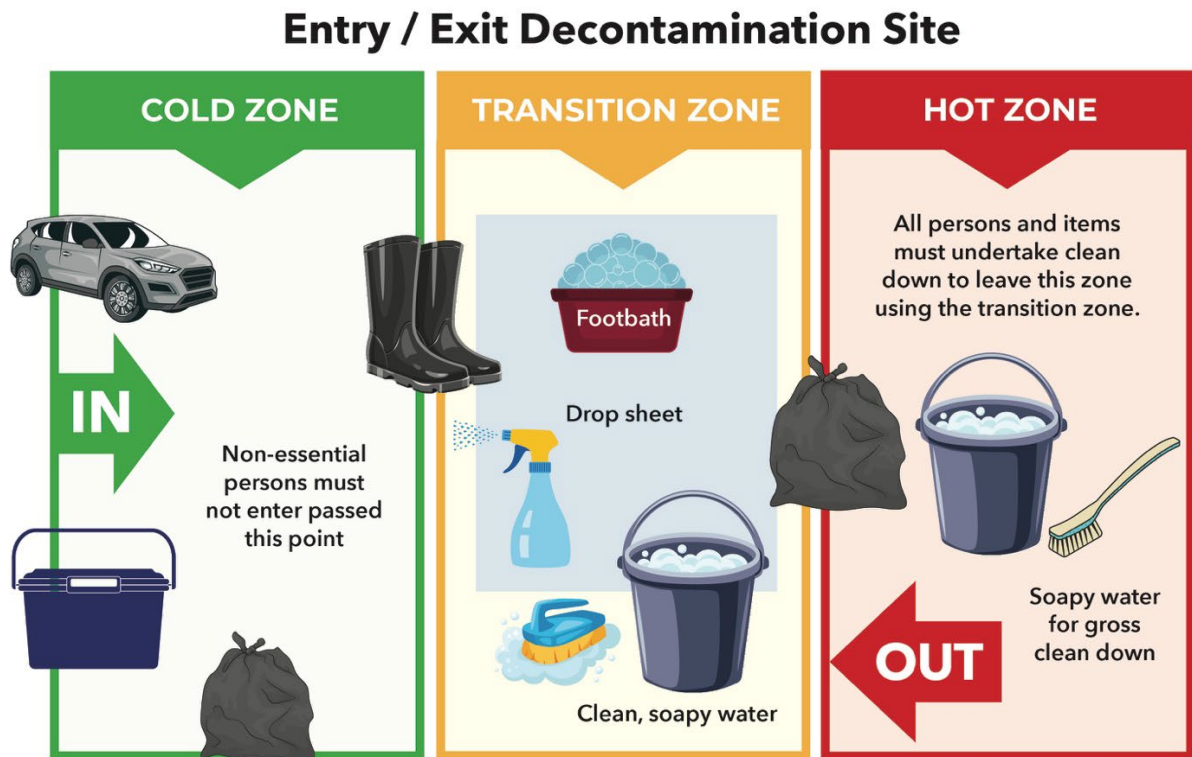 Entry / Exit Decontamination Site
COLD ZONE
IN
Non-essential
persons must
not enter passed
this point
TRANSITION ZONE
Footbath
Drop sheet
Clean, soapy water
HOT ZONE
All persons and items
must undertake clean
down to leave this zone
using the transition zone.
Soapy water
for gross
clean down
OUT